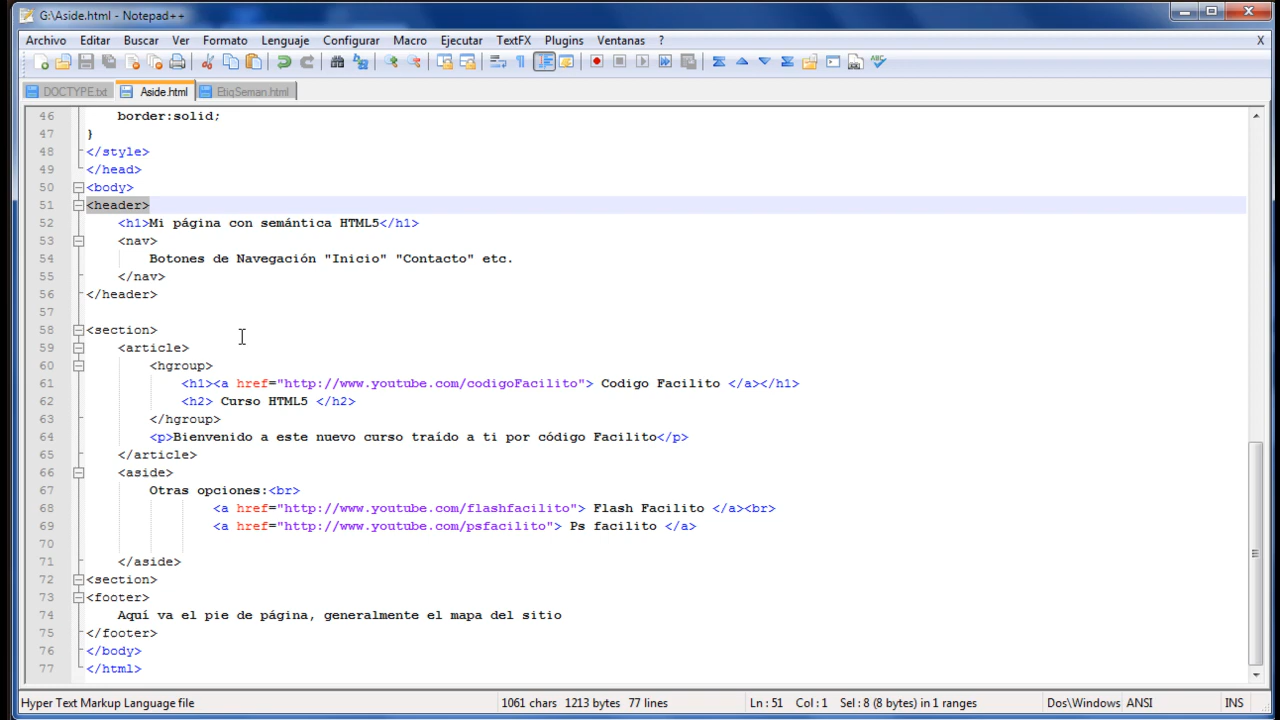 G:\Aside.html - Notepad++
Archivo Editar Buscar Ver Formato Lenguaje Configurar Macro Ejecutar TextFX Plugins Ventanas ? X
DOCTYPE.txt Aside.html EtiqSeman.html
46 border:solid;
47 }
48 </style>
49 </head>
50 <body>
51 <header>
52 <h1>Mi página con semántica HTML5</h1>
53 <nav>
54 Botones de Navegación "Inicio" "Contacto" etc.
55 </nav>
56 </header>
57
58 <section>
59 <article>
60 <hgroup>
61 <h1><a href="http://www.youtube.com/codigoFacilito"> Codigo Facilito </a></h1>
62 <h2> Curso HTML5 </h2>
63 </hgroup>
64 <p>Bienvenido a este nuevo curso traído a ti por código Facilito</p>
65 </article>
66 <aside>
67 Otras opciones:<br>
68 <a href="http://www.youtube.com/flashfacilito"> Flash Facilito </a><br>
69 <a href="http://www.youtube.com/psfacilito"> Ps facilito </a>
70
71 </aside>
72 <section>
73 <footer>
74 Aquí va el pie de página, generalmente el mapa del sitio
75 </footer>
76 </body>
77 </html>
Hyper Text Markup Language file 1061 chars 1213 bytes 77 lines Ln : 51 Col : 1 Sel : 8 (8 bytes) in 1 ranges Dos\Windows ANSI INS